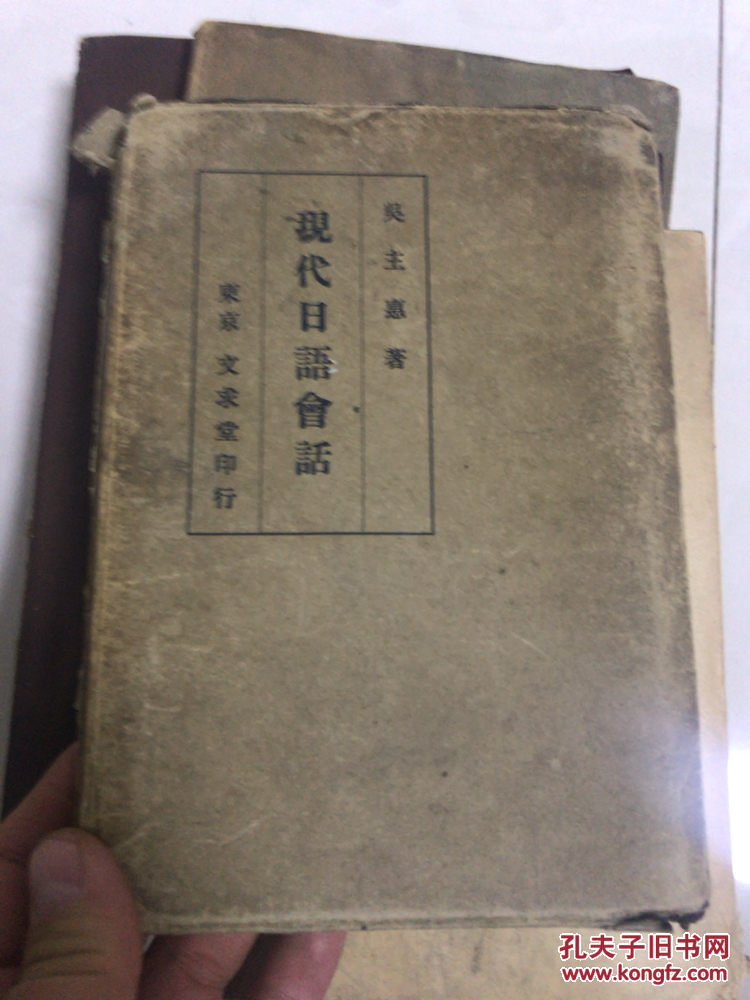 吳主惠著
現代日語會話
東京 文求堂印行
孔夫子旧书网
www.kongfz.com